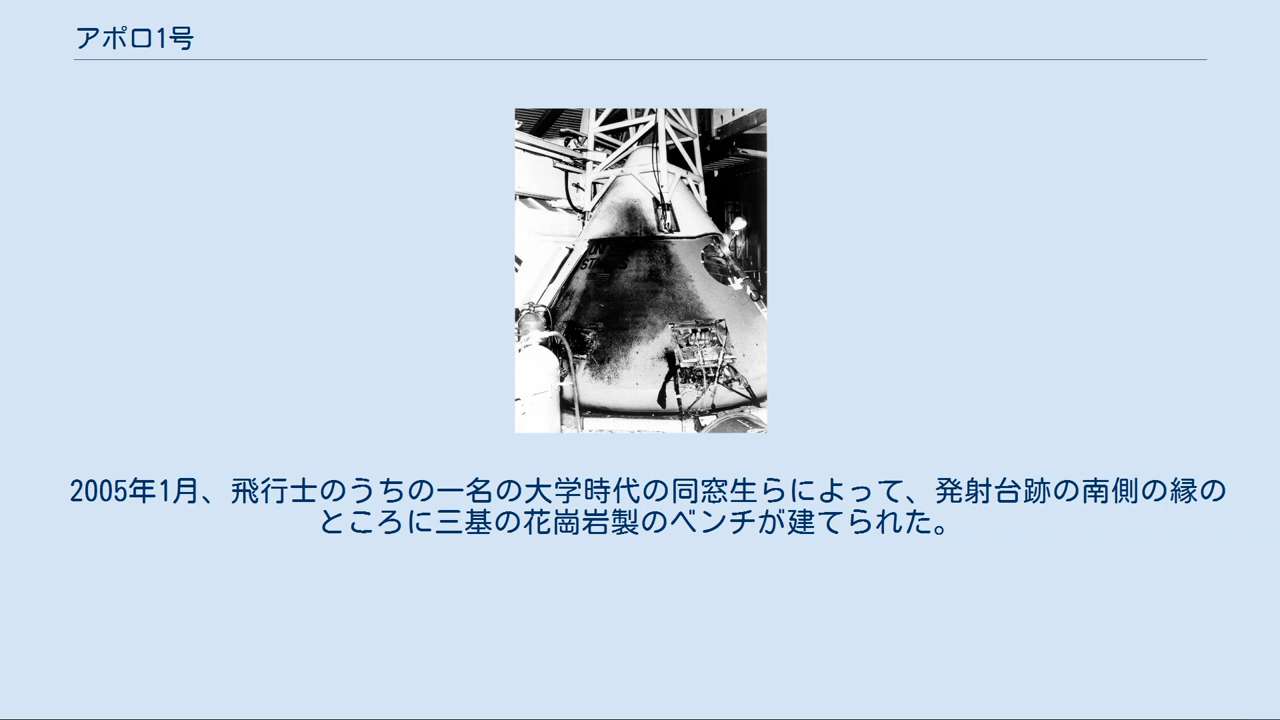 アポロ1号
2005年1月、飛行士のうちの一名の大学時代の同窓生らによって、発射台跡の南側の縁の
ところに三基の花崗岩製のベンチが建てられた。